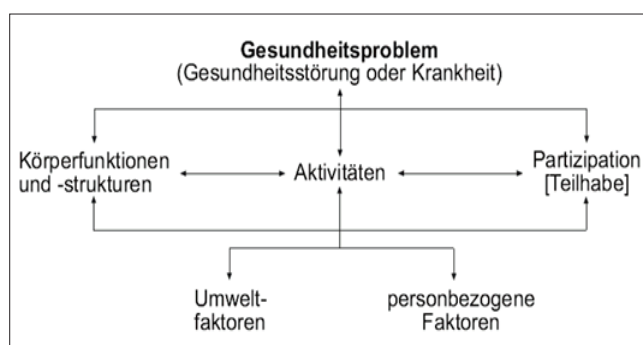 Gesundheitsproblem
(Gesundheitsstörung oder Krankheit)
Körperfunktionen
und -strukturen
Aktivitäten
Partizipation
[Teilhabe]
Umwelt-
faktoren
personbezogene
Faktoren